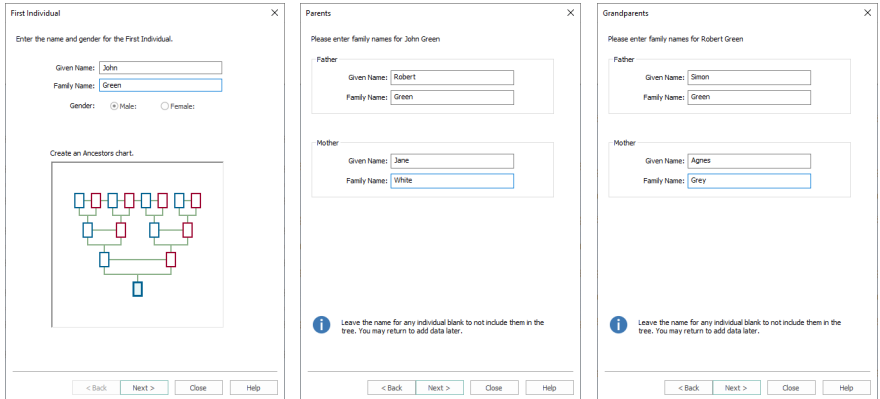 First Individual
Enter the name and gender for the First Individual.
Given Name: John
Family Name: Green
Gender: Male: Female:
Create an Ancestors chart.
< Back Next > Close Help
Parents
Please enter family names for John Green
Father
Given Name: Robert
Family Name: Green
Mother
Given Name: Jane
Family Name: White
Leave the name for any individual blank to not include them in the
tree. You may return to add data later.
< Back Next > Close Help
Grandparents
Please enter family names for Robert Green
Father
Given Name: Simon
Family Name: Green
Mother
Given Name: Agnes
Family Name: Grey
Leave the name for any individual blank to not include them in the
tree. You may return to add data later.
< Back Next > Close Help